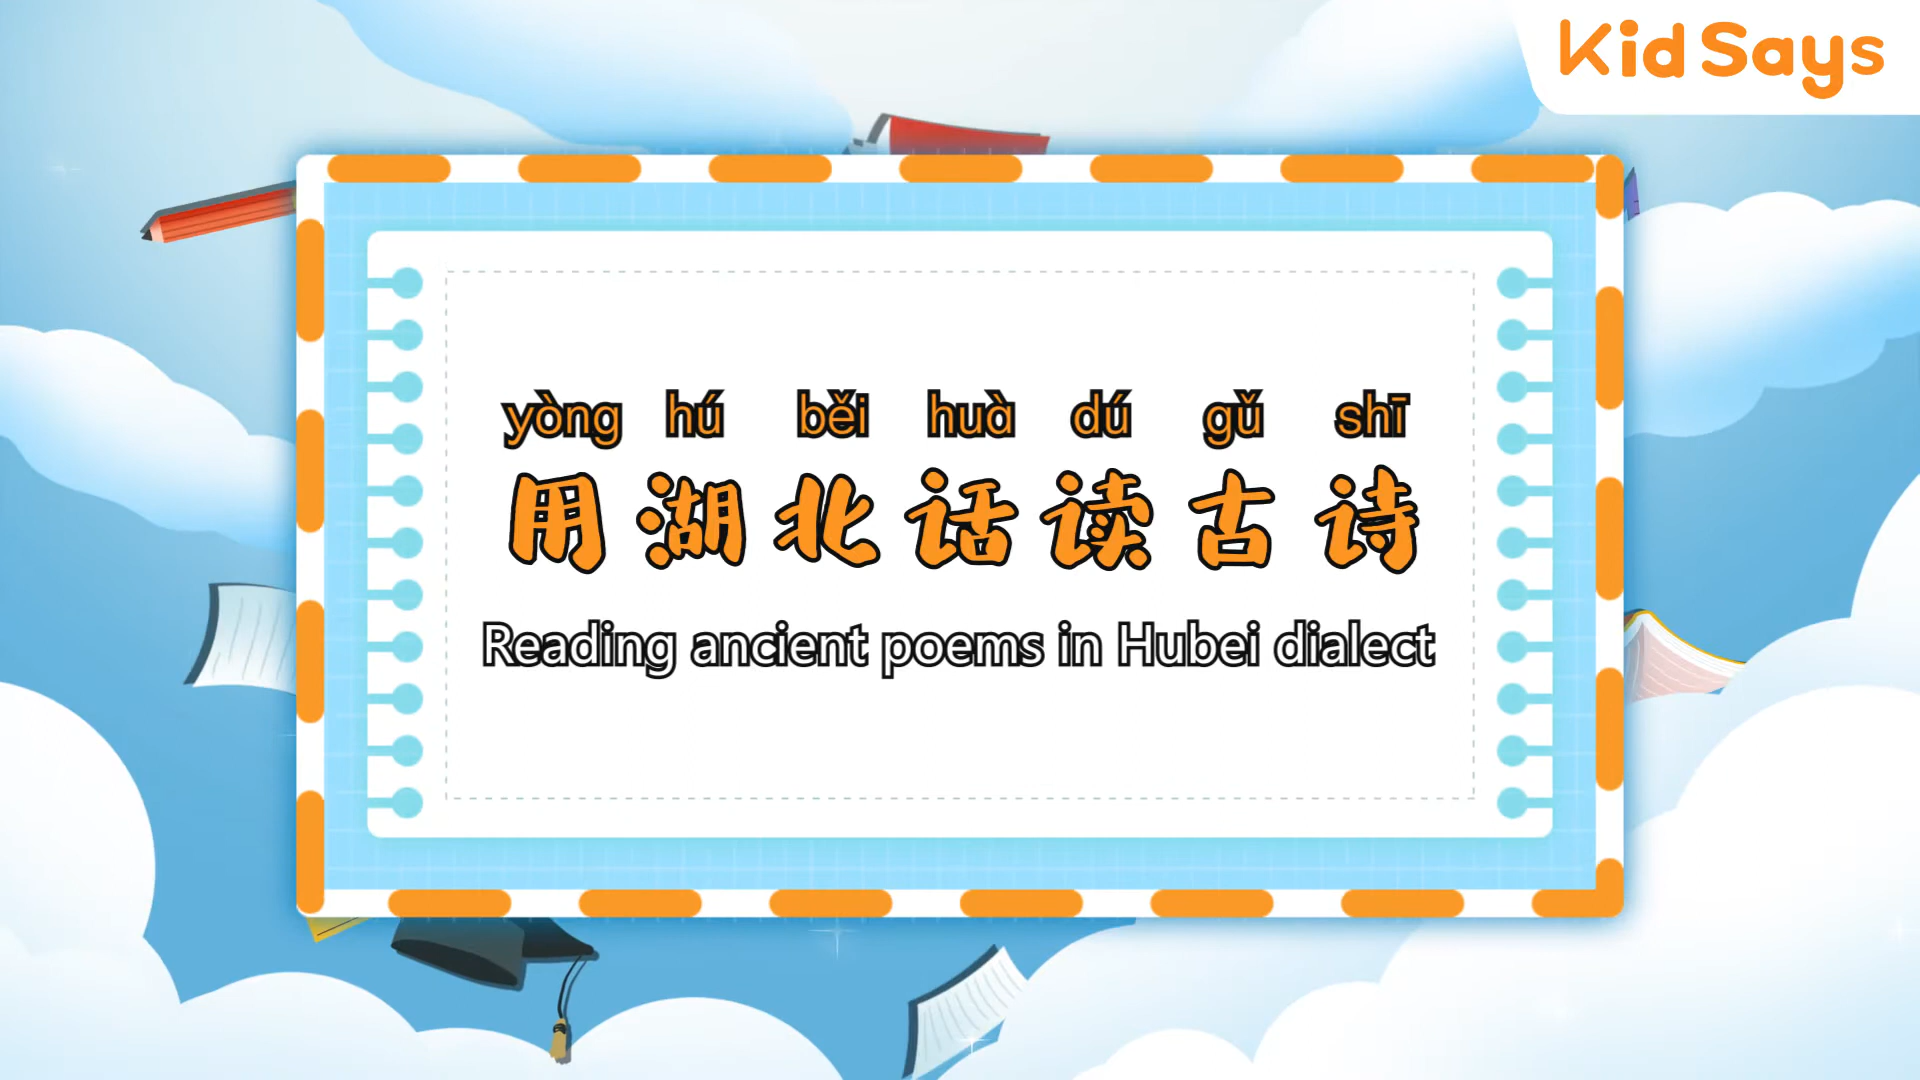 Kid Says
yòng hú běi huà dú gǔ shī
用湖北话读古诗
Reading ancient poems in Hubei dialect